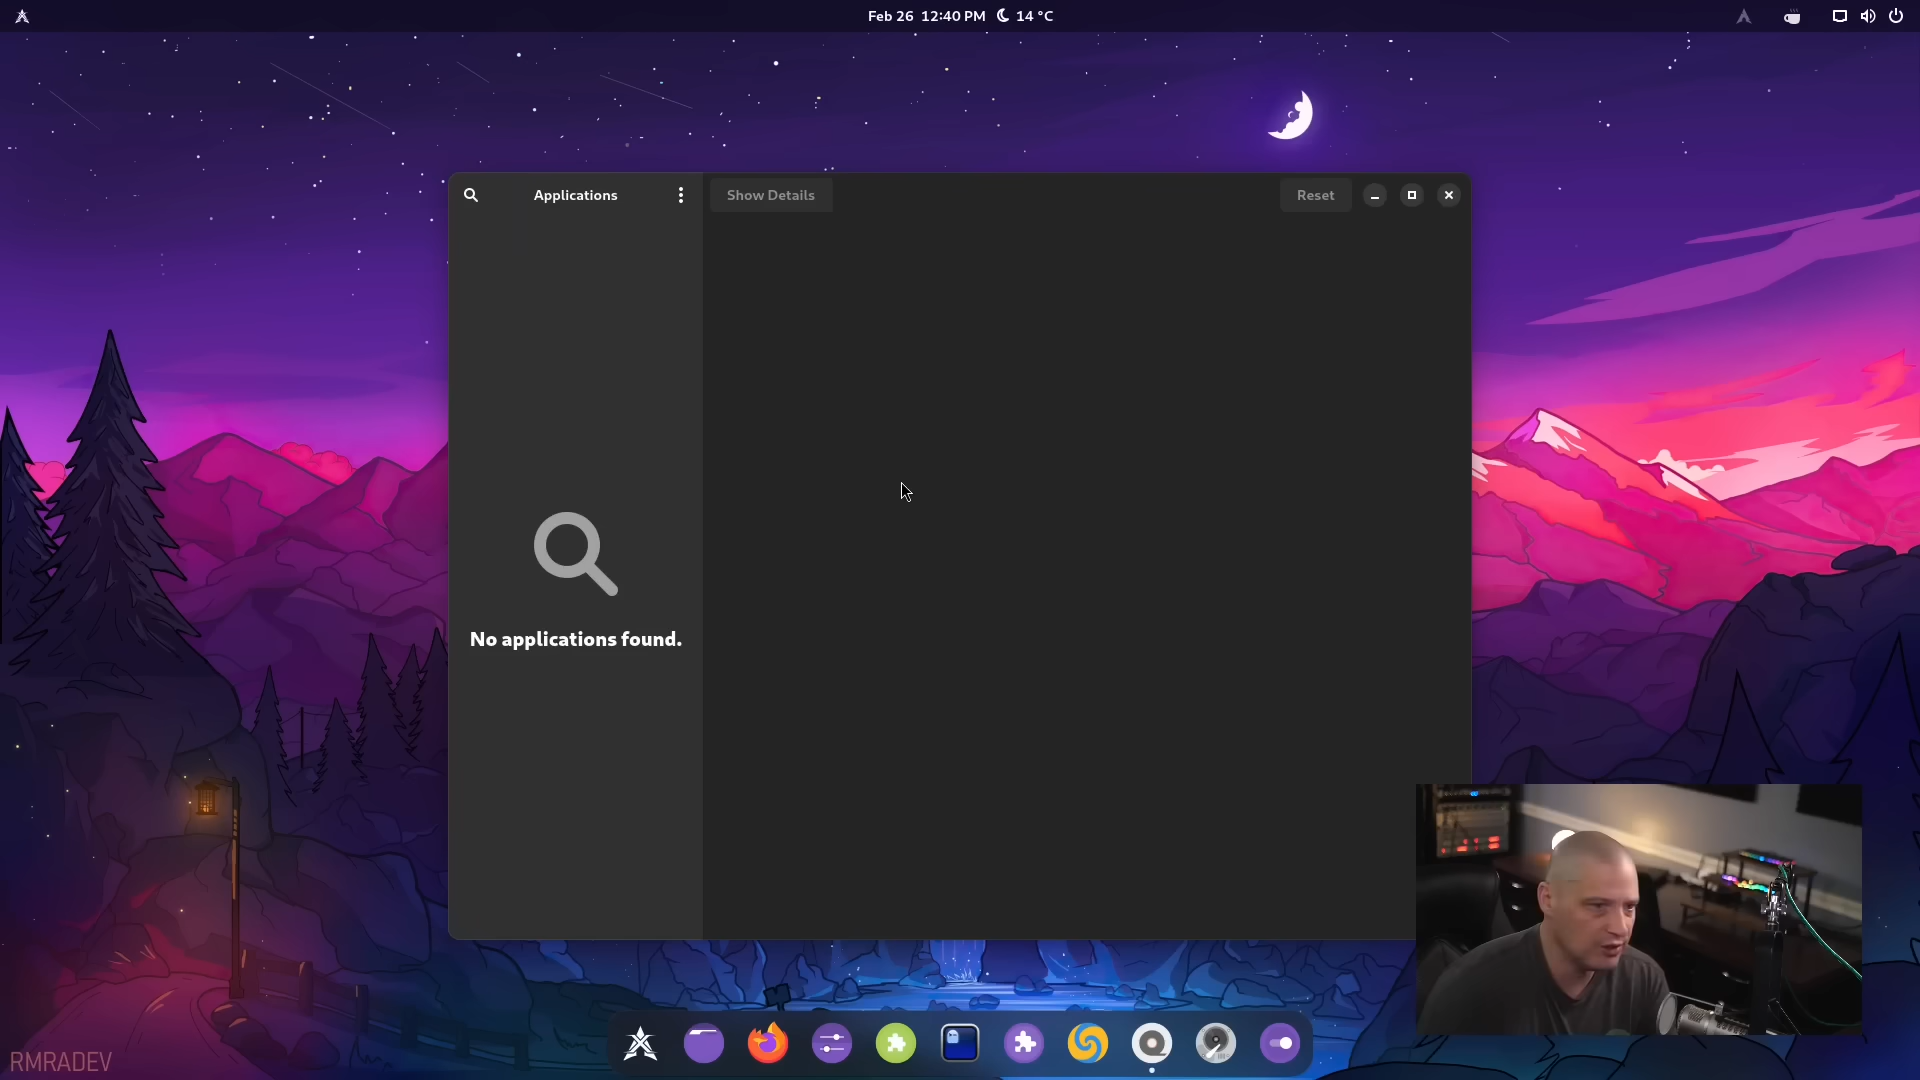 Feb 26 12:40 PM 14 °C
Applications
Show Details
Reset
No applications found.
RMRADEV